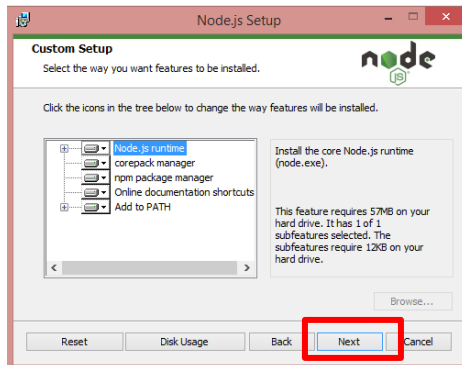 Node.js Setup
Custom Setup
Select the way you want features to be installed.
node
JS
Click the icons in the tree below to change the way features will be installed.
Node.js runtime
corepack manager
npm package manager
Online documentation shortcuts
Add to PATH
Install the core Node.js runtime
(node.exe).
This feature requires 57MB on your
hard drive. It has 1 of 1
subfeatures selected. The
subfeatures require 12KB on your
hard drive.
Browse...
Reset Disk Usage Back Next Cancel